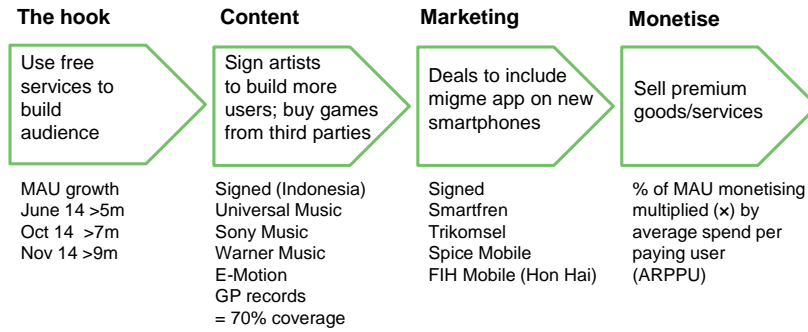 The hook
Use free
services to
build
audience
MAU growth
June 14 >5m
Oct 14 >7m
Nov 14 >9m
Content
Sign artists
to build more
users; buy games
from third parties
Signed (Indonesia)
Universal Music
Sony Music
Warner Music
E-Motion
GP records
= 70% coverage
Marketing
Deals to include
migme app on new
smartphones
Signed
Smartfren
Trikomsel
Spice Mobile
FIH Mobile (Hon Hai)
Monetise
Sell premium
goods/services
% of MAU monetising
multiplied (×) by
average spend per
paying user
(ARPPU)